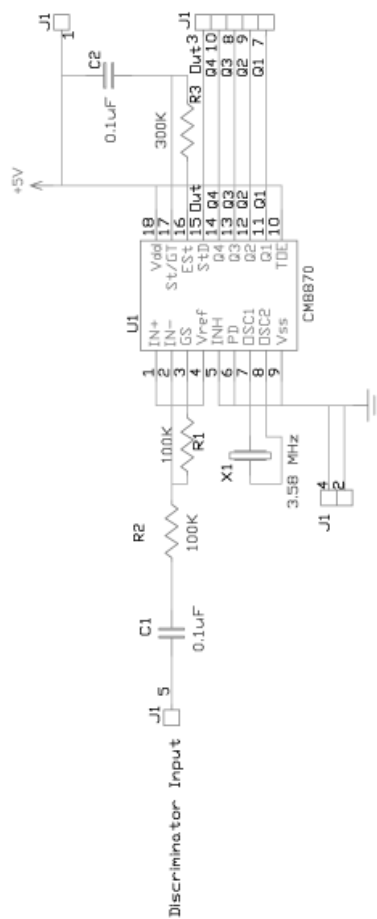 J1
1
C2
0.1uF
+5V
300K
R3
J1
Out 3
Q4 10
Q3 8
Q2 9
Q1 7
18
17
16
15 Out
14 Q4
13 Q3
12 Q2
11 Q1
10
U1
Vdd
St/GT
ESt
StD
Q4
Q3
Q2
Q1
TOE
IN+
IN-
GS
Vref
INH
PD
OSC1
OSC2
Vss
CM8870
1
2
3
4
5
6
7
8
9
100K
R1
X1
3.58 MHz
R2
100K
J1
4
2
C1
0.1uF
J1
5
Discriminator Input